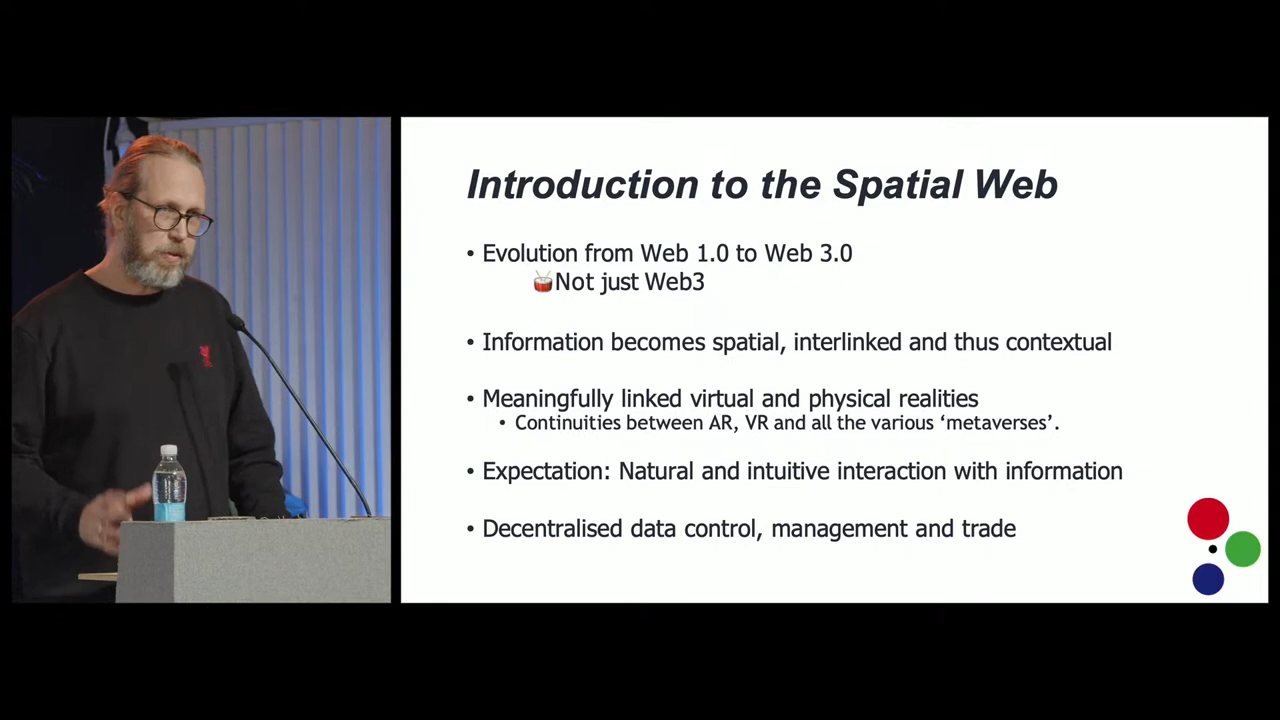 Introduction to the Spatial Web
• Evolution from Web 1.0 to Web 3.0
🥁Not just Web3
• Information becomes spatial, interlinked and thus contextual
• Meaningfully linked virtual and physical realities
• Continuities between AR, VR and all the various ‘metaverses’.
• Expectation: Natural and intuitive interaction with information
• Decentralised data control, management and trade